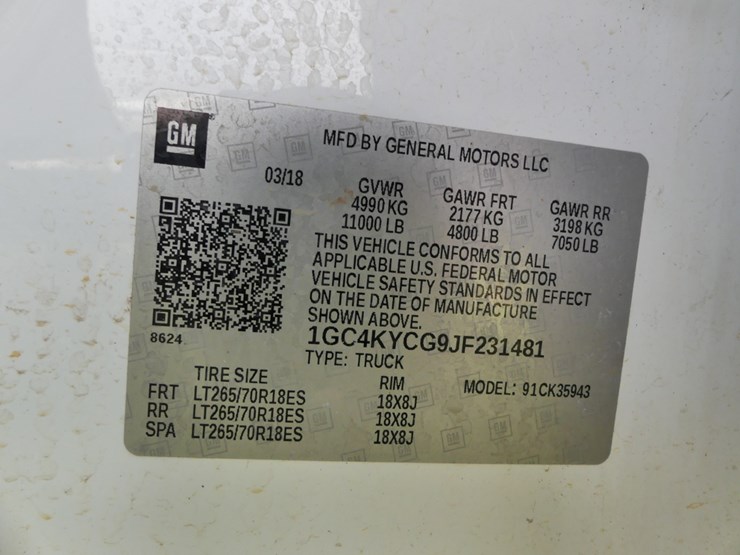 GM
MFD BY GENERAL MOTORS LLC
03/18
GVWR GAWR FRT GAWR RR
4990 KG 2177 KG 3198 KG
11000 LB 4800 LB 7050 LB
THIS VEHICLE CONFORMS TO ALL
APPLICABLE U.S. FEDERAL MOTOR
VEHICLE SAFETY STANDARDS IN EFFECT
ON THE DATE OF MANUFACTURE
SHOWN ABOVE.
8624
1GC4KYCG9JF231481
TYPE: TRUCK
TIRE SIZE RIM MODEL: 91CK35943
FRT LT265/70R18ES 18X8J
RR LT265/70R18ES 18X8J
SPA LT265/70R18ES 18X8J